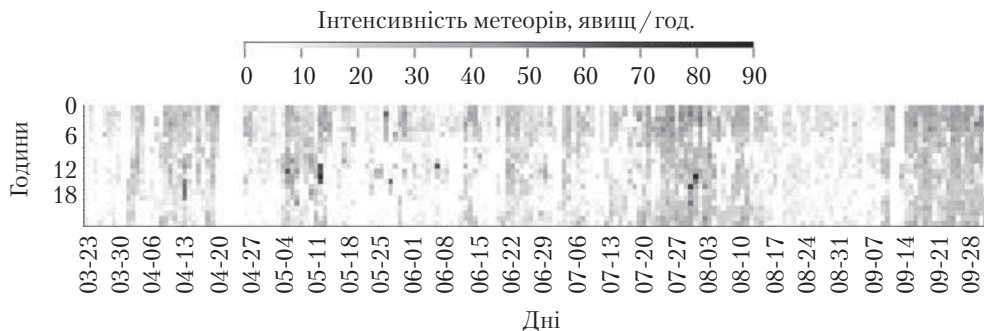 Інтенсивність метеорів, явищ / год.
0 10 20 30 40 50 60 70 80 90
Години
0
6
12
18
03-23 03-30 04-06 04-13 04-20 04-27 05-04 05-11 05-18 05-25 06-01 06-08 06-15 06-22 06-29 07-06 07-13 07-20 07-27 08-03 08-10 08-17 08-24 08-31 09-07 09-14 09-21 09-28
Дні